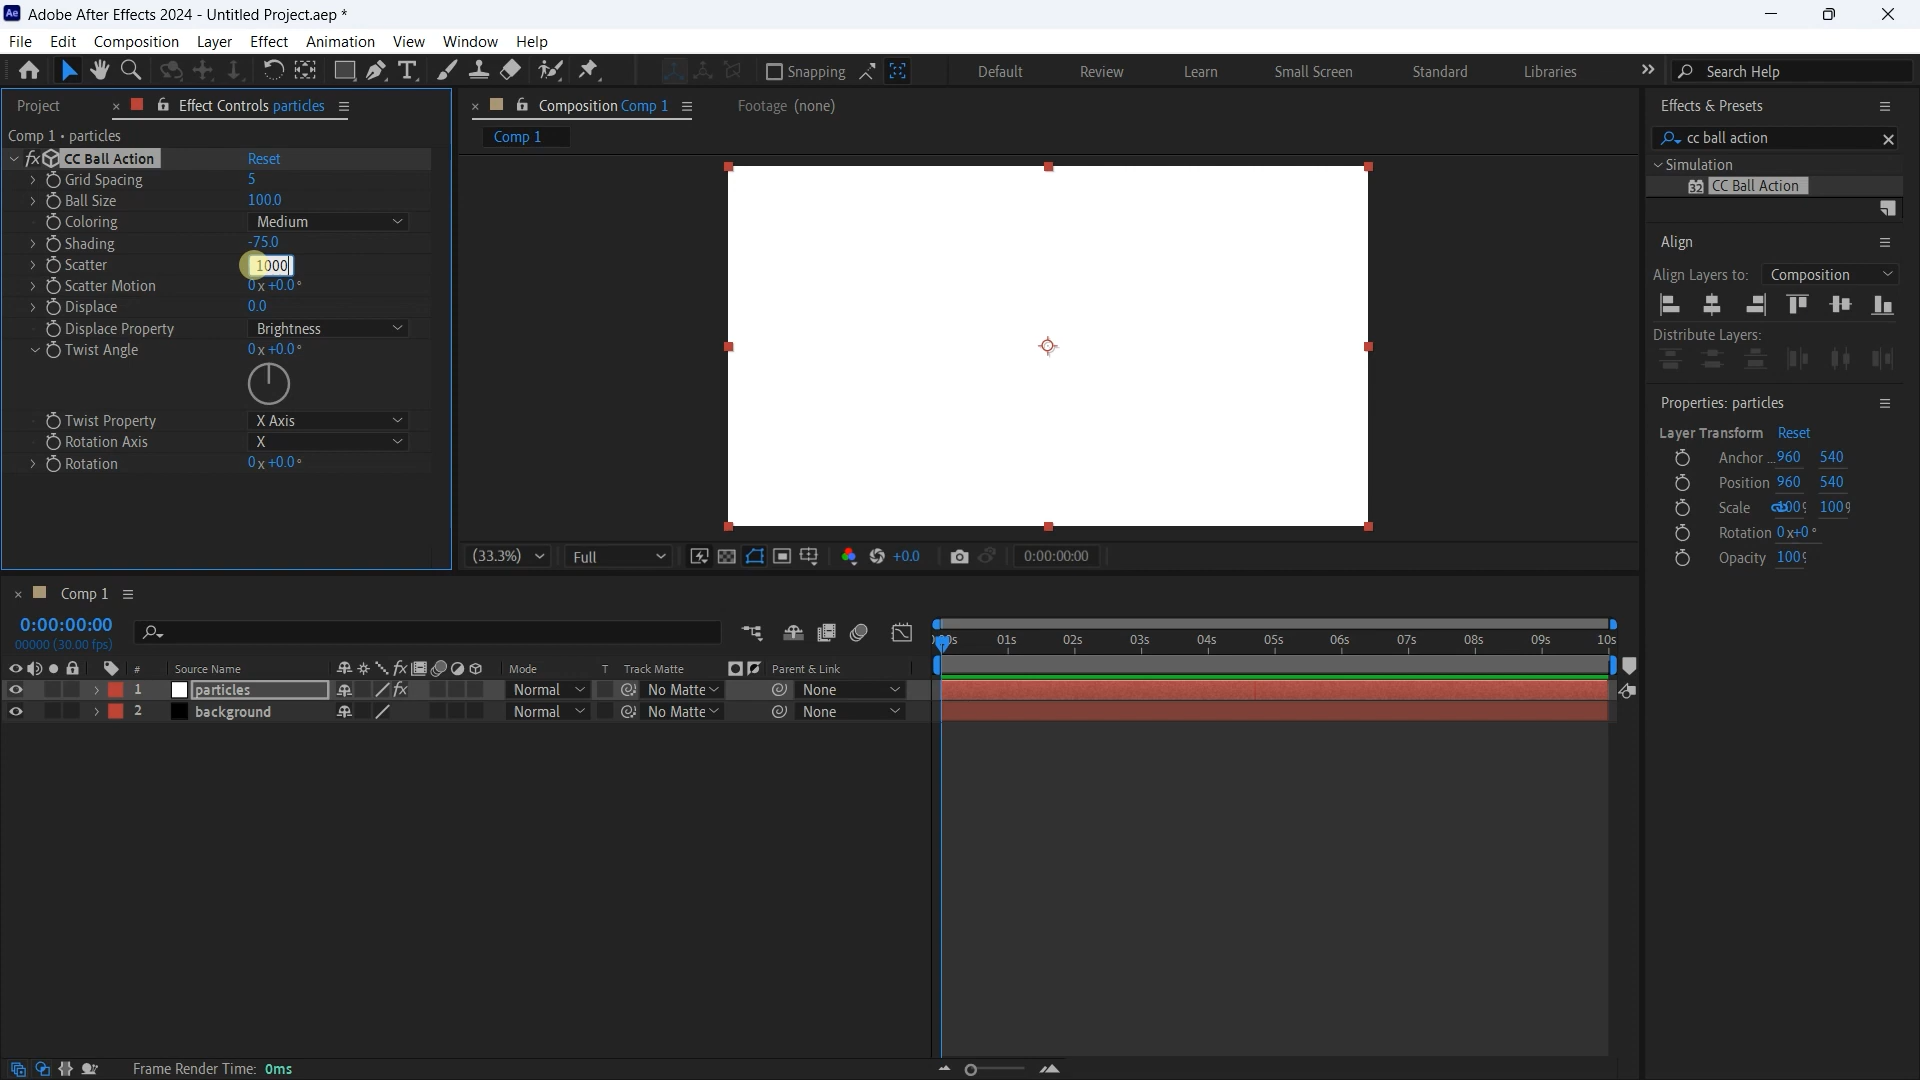 Adobe After Effects 2024 - Untitled Project.aep *
File Edit Composition Layer Effect Animation View Window Help
Snapping Default Review Learn Small Screen Standard Libraries Search Help
Project Effect Controls particles
Comp 1 • particles
fx CC Ball Action Reset
Grid Spacing 5
Ball Size 100.0
Coloring Medium
Shading -75.0
Scatter 1000
Scatter Motion 0x+0.0°
Displace 0.0
Displace Property Brightness
Twist Angle 0x+0.0°
Twist Property X Axis
Rotation Axis X
Rotation 0x+0.0°
Composition Comp 1 Footage (none)
Comp 1
(33.3%) Full +0.0 0:00:00:00
Effects & Presets
cc ball action
Simulation
32 CC Ball Action
Align
Align Layers to: Composition
Distribute Layers:
Properties: particles
Layer Transform Reset
Anchor ... 960 540
Position 960 540
Scale 100% 100%
Rotation 0x+0°
Opacity 100%
Comp 1
0:00:00:00
00000 (30.00 fps)
01s 02s 03s 04s 05s 06s 07s 08s 09s 10s
# Source Name fx Mode T Track Matte Parent & Link
1 particles fx Normal No Matte None
2 background Normal No Matte None
Frame Render Time: 0ms